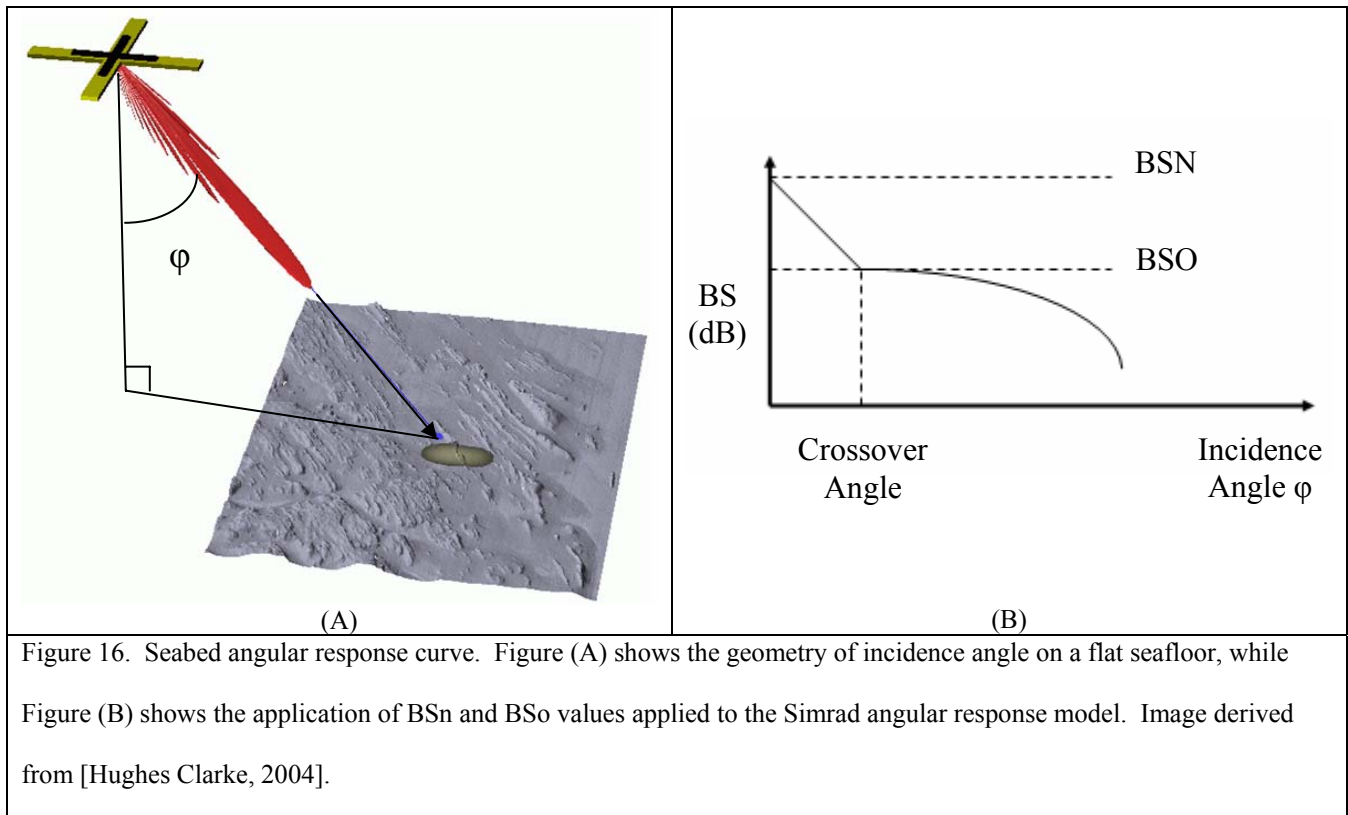 φ
(A)
BSN
BSO
BS
(dB)
Crossover
Angle
Incidence
Angle φ
(B)
Figure 16.  Seabed angular response curve.  Figure (A) shows the geometry of incidence angle on a flat seafloor, while
Figure (B) shows the application of BSn and BSo values applied to the Simrad angular response model.  Image derived
from [Hughes Clarke, 2004].